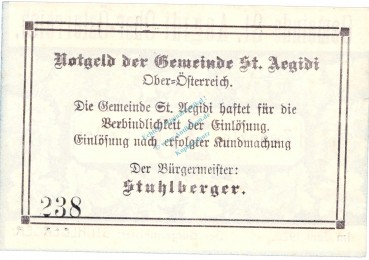 Notgeld der Gemeinde St. Aegidi
Ober-Österreich.
Die Gemeinde St. Aegidi haftet für die
Verbindlichkeit der Einlösung.
Einlösung nach erfolgter Kundmachung
Der Bürgermeister:
Stuhlberger.
238